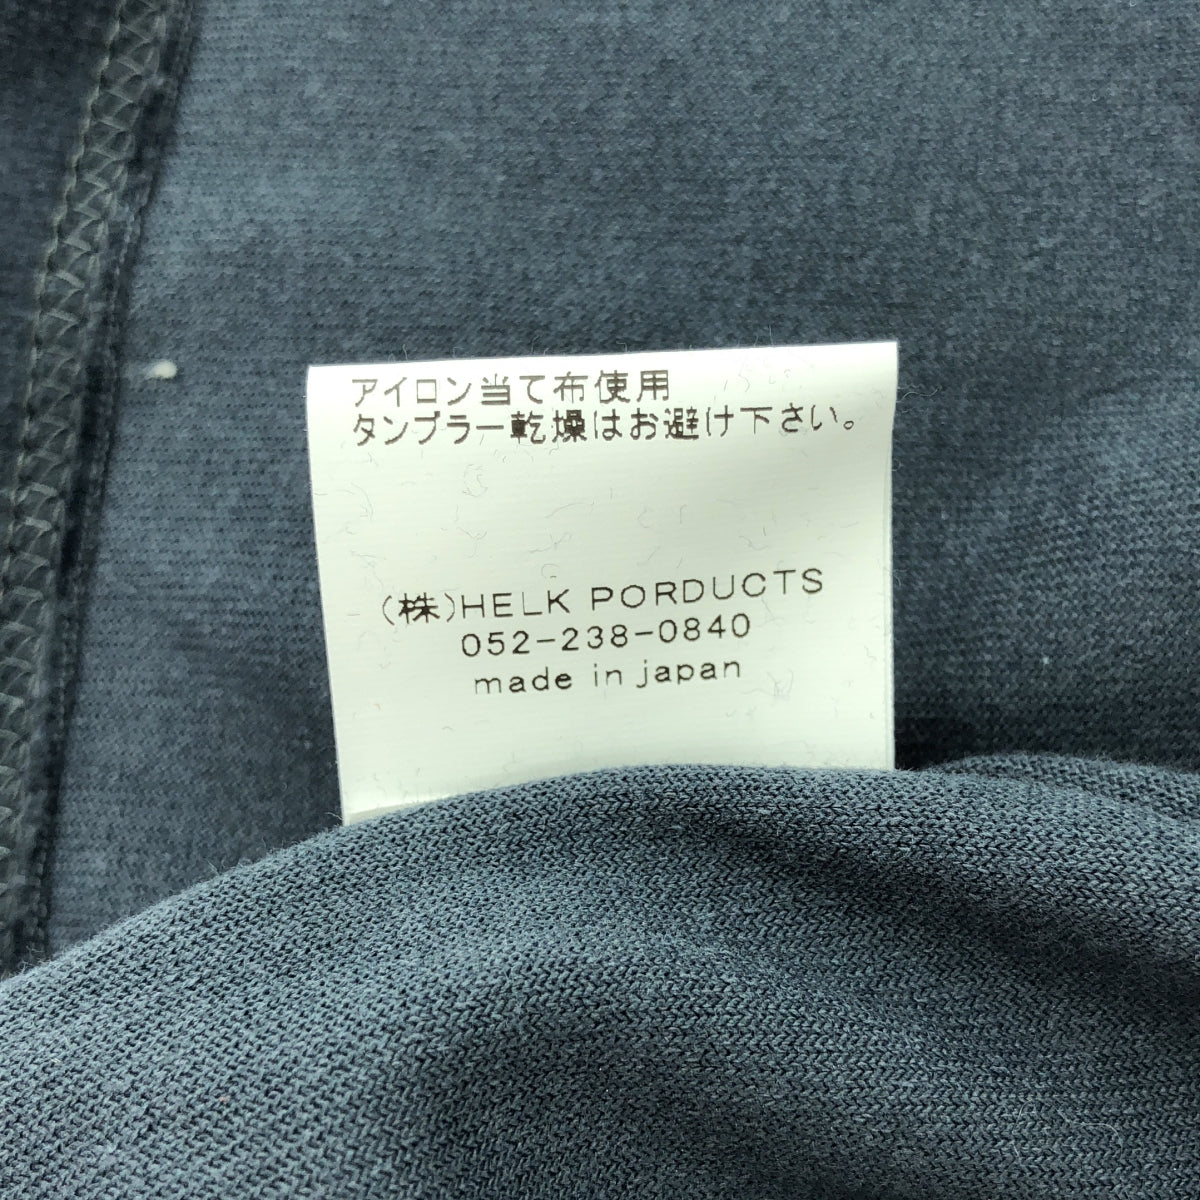 アイロン当て布使用
タンブラー乾燥はお避け下さい。
(株)HELK PORDUCTS
052-238-0840
made in japan